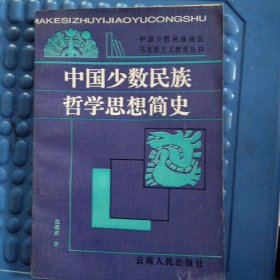 MAKESIZHUYIJIAOYUCONGSHU
中国少数民族地区
马克思主义教育丛书
中国少数民族
哲学思想简史
著
云南人民出版社